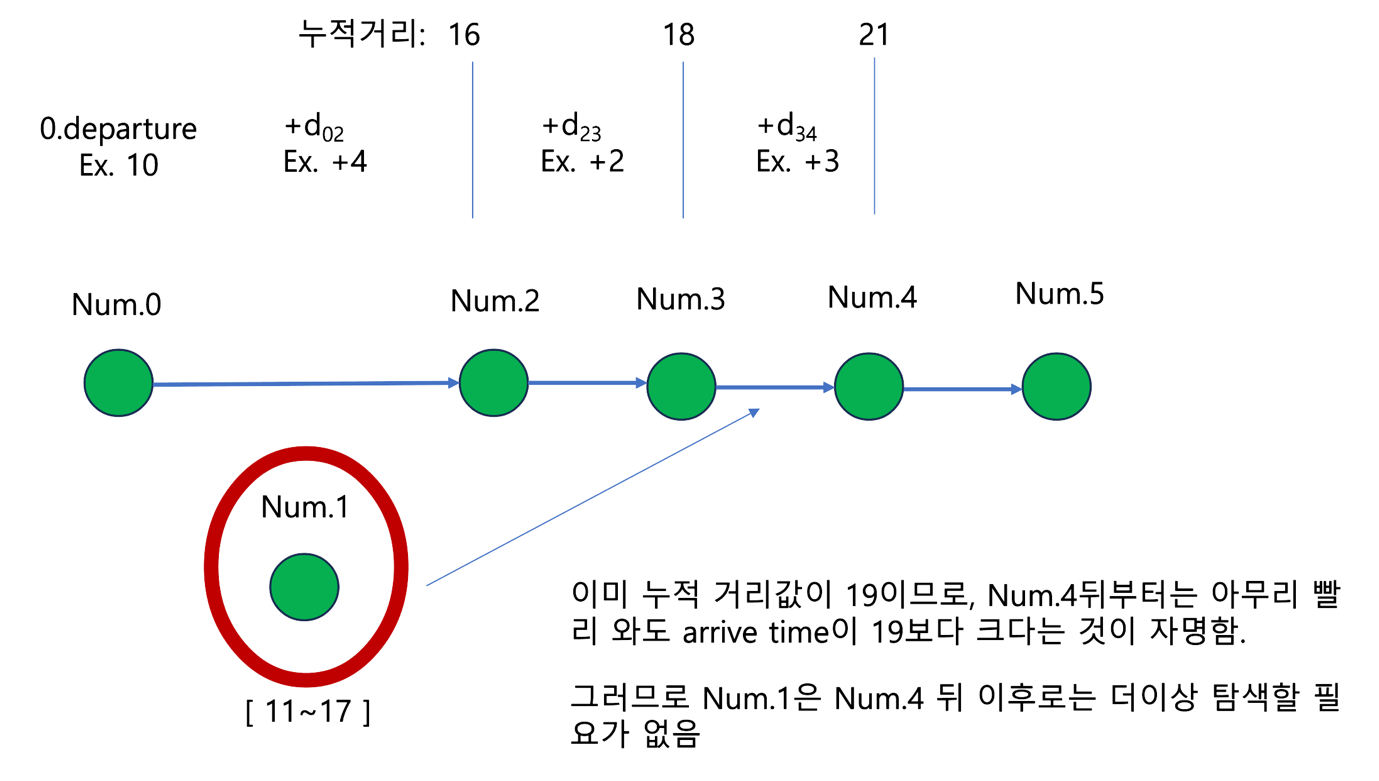 누적거리: 16 18 21
0.departure +d02 +d23 +d34
Ex. 10 Ex. +4 Ex. +2 Ex. +3
Num.0 Num.2 Num.3 Num.4 Num.5
Num.1
[ 11~17 ]
이미 누적 거리값이 19이므로, Num.4뒤부터는 아무리 빨
리 와도 arrive time이 19보다 크다는 것이 자명함.
그러므로 Num.1은 Num.4 뒤 이후로는 더이상 탐색할 필
요가 없음